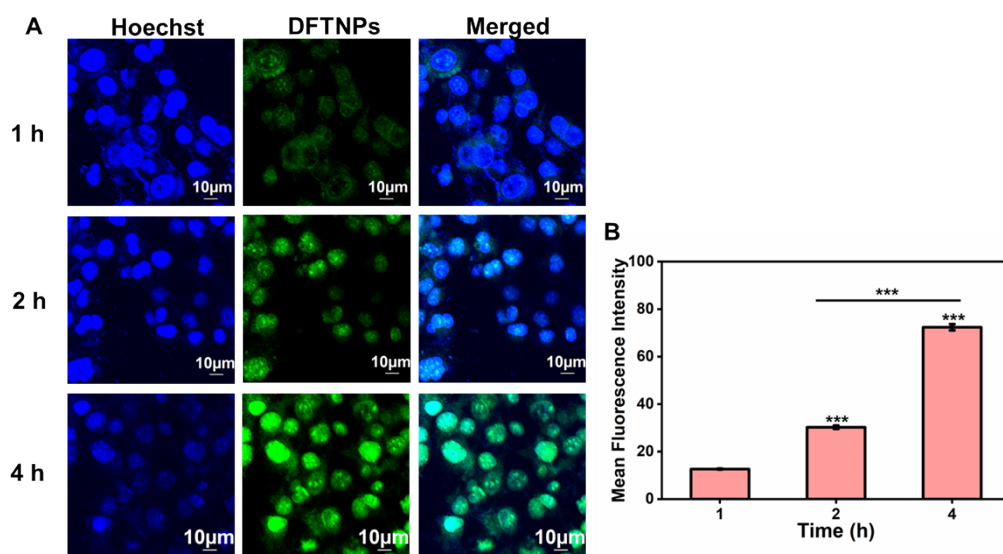 A
Hoechst DFTNPs Merged
1 h
10μm 10μm 10μm
2 h
10μm 10μm 10μm
4 h
10μm 10μm 10μm
B
Mean Fluorescence Intensity
100
80
60
40
20
0
***
***
***
1 2 4
Time (h)